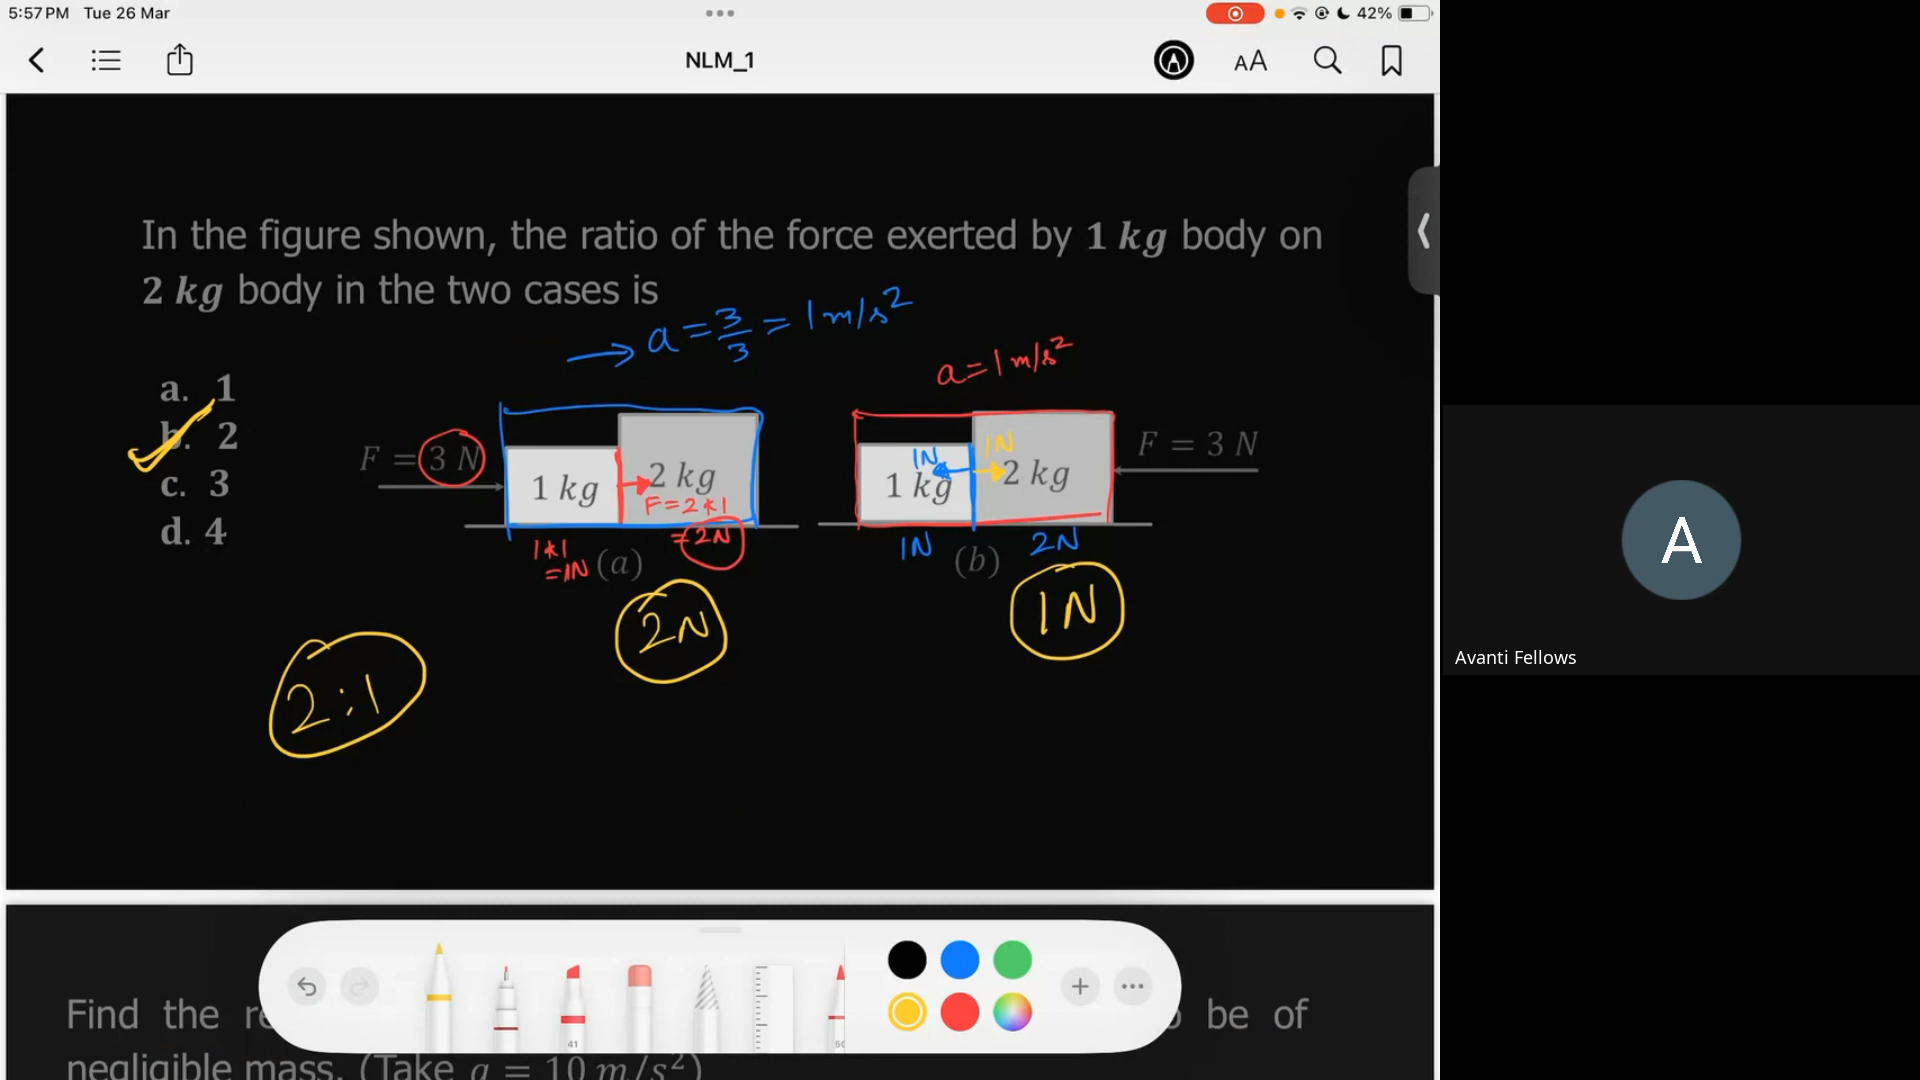 5:57 PM Tue 26 Mar
42%
NLM_1
AA
In the figure shown, the ratio of the force exerted by 1 kg body on
2 kg body in the two cases is
a = 3/3 = 1 m/s²
a = 1 m/s²
a. 1
b. 2
c. 3
d. 4
F = 3 N
1 kg
2 kg
F = 2*1
= 2N
1*1
= 1N
(a)
2N
1N
1N
1 kg
2 kg
F = 3 N
1N
2N
(b)
1N
2:1
A
Avanti Fellows
41
50
Find the
be of
negligible mass. (Take g = 10 m/s²)